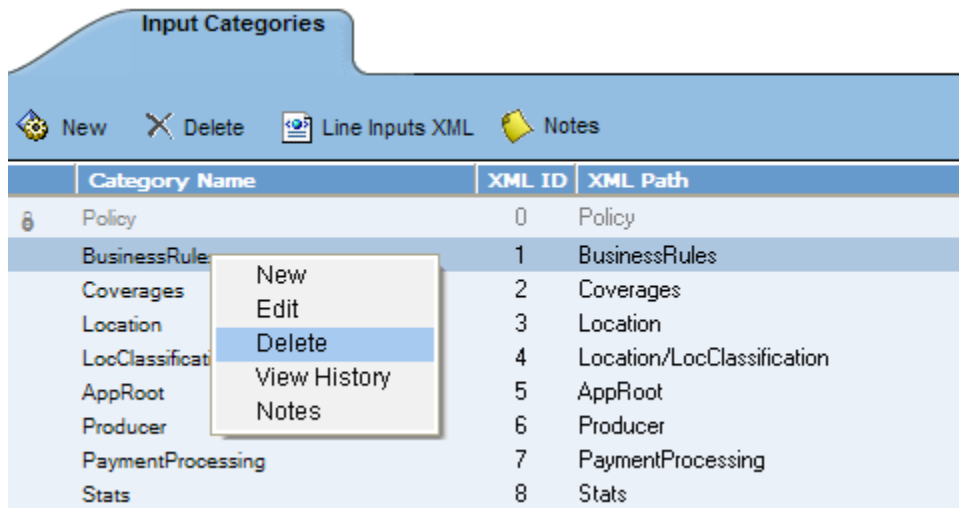 Input Categories
New Delete Line Inputs XML Notes
Category Name XML ID XML Path
Policy 0 Policy
BusinessRule 1 BusinessRules
Coverages 2 Coverages
Location 3 Location
LocClassificati 4 Location/LocClassification
AppRoot 5 AppRoot
Producer 6 Producer
PaymentProcessing 7 PaymentProcessing
Stats 8 Stats
New
Edit
Delete
View History
Notes